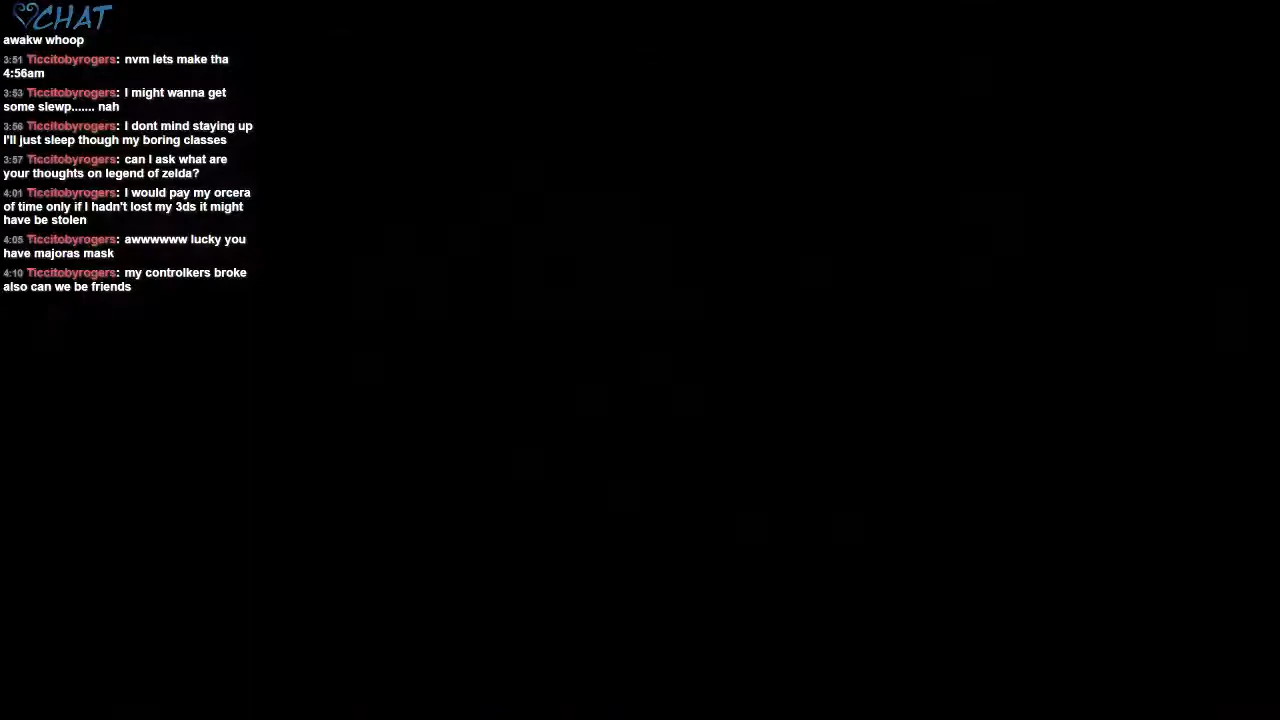 CHAT
awakw whoop
3:51 Ticcitobyrogers: nvm lets make tha
4:56am
3:53 Ticcitobyrogers: I might wanna get
some slewp....... nah
3:56 Ticcitobyrogers: I dont mind staying up
I'll just sleep though my boring classes
3:57 Ticcitobyrogers: can I ask what are
your thoughts on legend of zelda?
4:01 Ticcitobyrogers: I would pay my orcera
of time only if I hadn't lost my 3ds it might
have be stolen
4:05 Ticcitobyrogers: awwwwww lucky you
have majoras mask
4:10 Ticcitobyrogers: my controlkers broke
also can we be friends